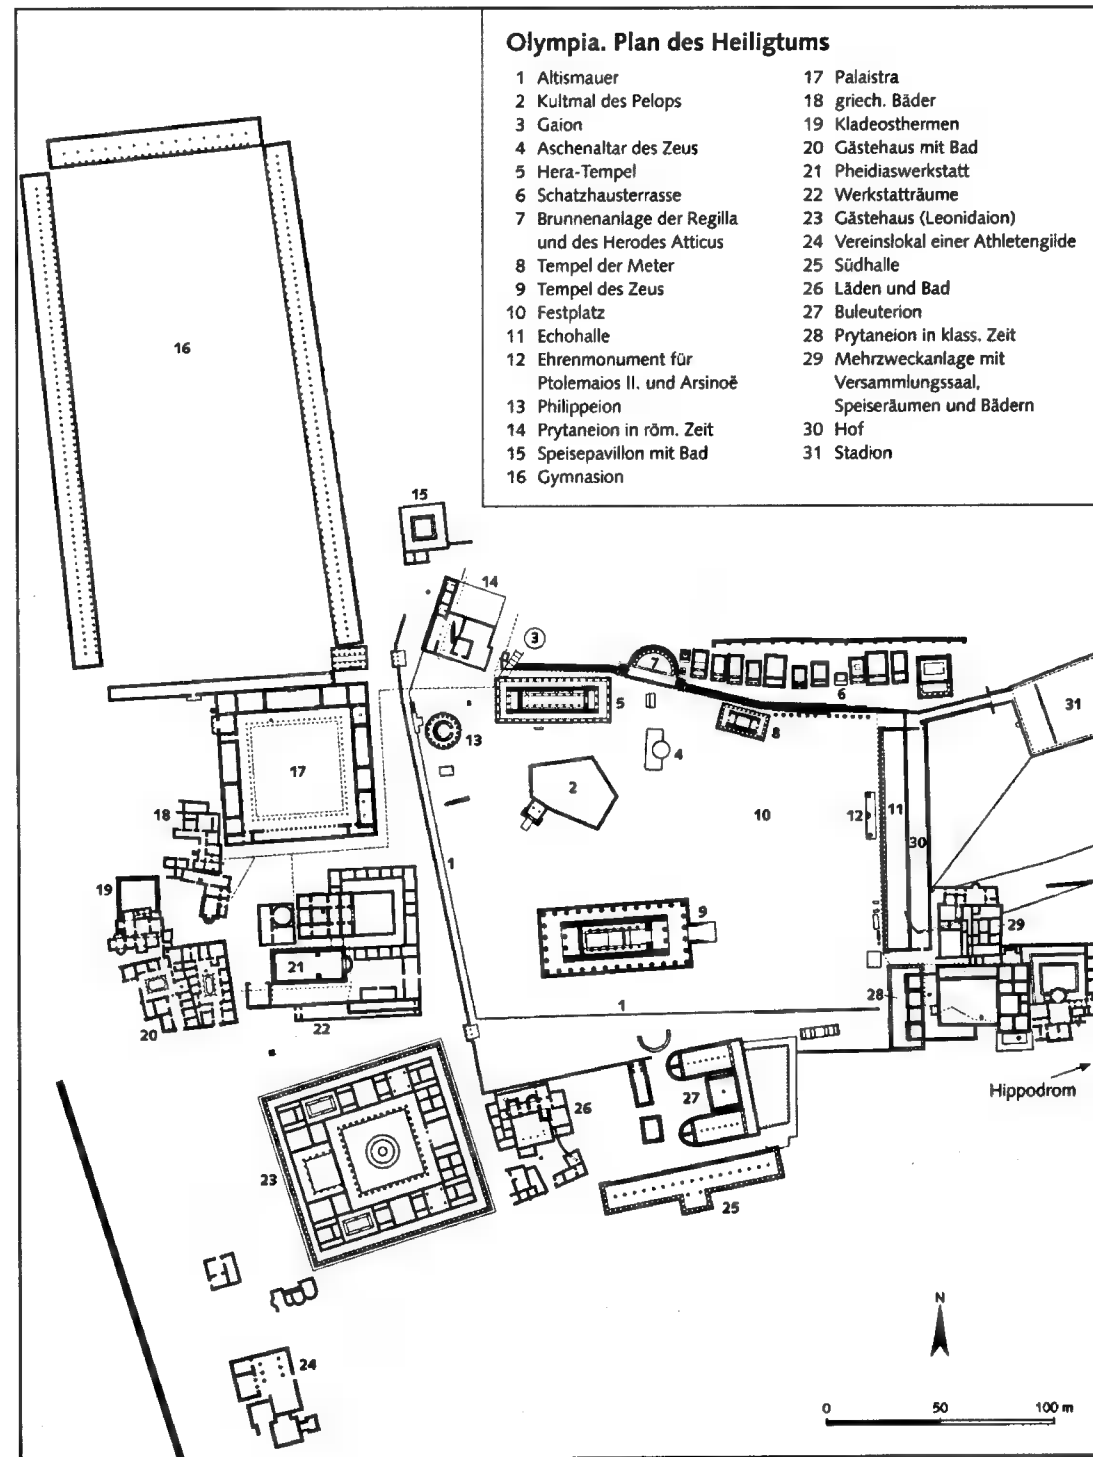 Olympia. Plan des Heiligtums
1 Altismauer
2 Kultmal des Pelops
3 Gaion
4 Aschenaltar des Zeus
5 Hera-Tempel
6 Schatzhausterrasse
7 Brunnenanlage der Regilla
und des Herodes Atticus
8 Tempel der Meter
9 Tempel des Zeus
10 Festplatz
11 Echohalle
12 Ehrenmonument für
Ptolemaios II. und Arsinoë
13 Philippeion
14 Prytaneion in röm. Zeit
15 Speisepavillon mit Bad
16 Gymnasion
17 Palaistra
18 griech. Bäder
19 Kladeosthermen
20 Gästehaus mit Bad
21 Pheidiaswerkstatt
22 Werkstatträume
23 Gästehaus (Leonidaion)
24 Vereinslokal einer Athletengilde
25 Südhalle
26 Läden und Bad
27 Buleuterion
28 Prytaneion in klass. Zeit
29 Mehrzweckanlage mit
Versammlungssaal,
Speiseräumen und Bädern
30 Hof
31 Stadion
16
15
14
3
7
6
31
5
13
8
4
17
2
10
12
11
18
30
1
19
9
29
21
28
20
22
1
Hippodrom
26
27
23
25
N
24
0 50 100 m